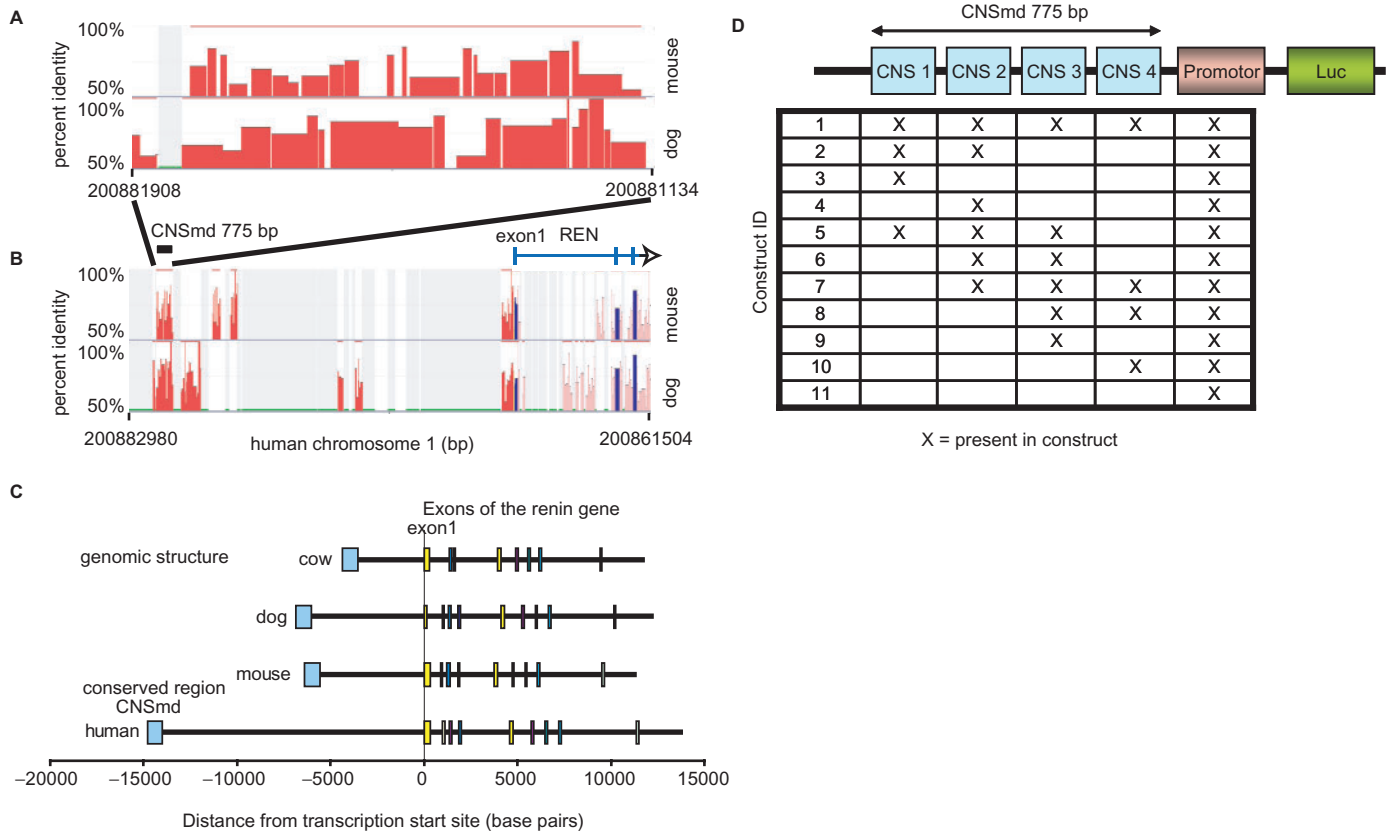 A
100%
50%
100%
50%
percent identity
mouse
dog
200881908
200881134
CNSmd 775 bp
B
exon1 REN
100%
50%
100%
50%
percent identity
mouse
dog
200882980
human chromosome 1 (bp)
200861504
C
Exons of the renin gene
exon1
genomic structure
cow
dog
mouse
conserved region
CNSmd
human
–20000 –15000 –10000 –5000 0 5000 10000 15000
Distance from transcription start site (base pairs)
D
CNSmd 775 bp
CNS 1 CNS 2 CNS 3 CNS 4 Promotor Luc
Construct ID
1 X X X X X
2 X X X
3 X X
4 X X
5 X X X X
6 X X X
7 X X X X
8 X X X
9 X X
10 X X
11 X
X = present in construct